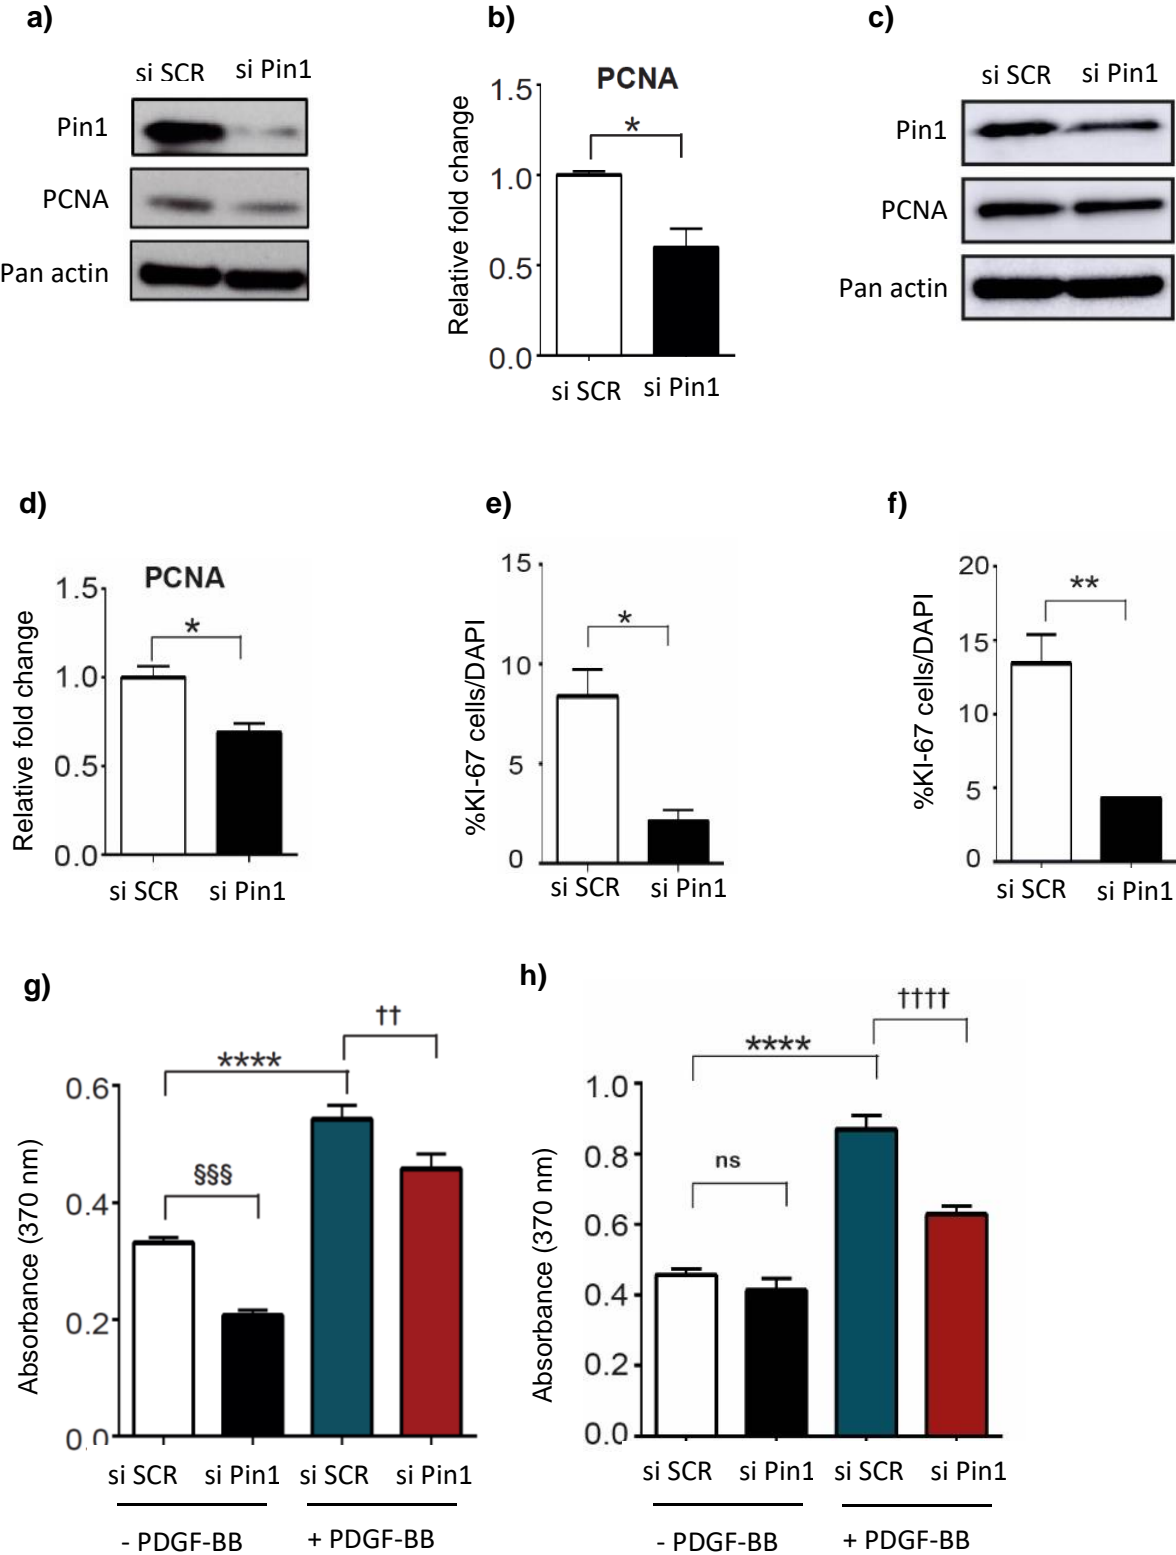 a)
si SCR si Pin1
Pin1
PCNA
Pan actin
b)
PCNA
Relative fold change
1.5
1.0
0.5
0.0
*
si SCR si Pin1
c)
si SCR si Pin1
Pin1
PCNA
Pan actin
d)
PCNA
Relative fold change
1.5
1.0
0.5
0.0
*
si SCR si Pin1
e)
%KI-67 cells/DAPI
15
10
5
0
*
si SCR si Pin1
f)
%KI-67 cells/DAPI
20
15
10
5
0
**
si SCR si Pin1
g)
Absorbance (370 nm)
0.6
0.4
0.2
0.0
§§§
****
††
si SCR si Pin1 si SCR si Pin1
- PDGF-BB + PDGF-BB
h)
Absorbance (370 nm)
1.0
0.8
0.6
0.4
0.2
0.0
ns
****
††††
si SCR si Pin1 si SCR si Pin1
- PDGF-BB + PDGF-BB